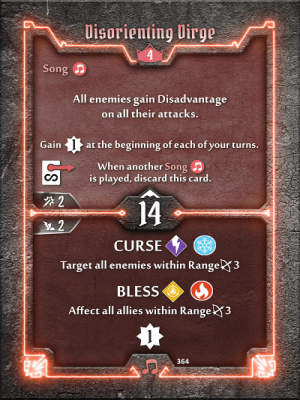 Disorienting Dirge
4
Song
All enemies gain Disadvantage
on all their attacks.
Gain 1 at the beginning of each of your turns.
When another Song
is played, discard this card.
2
14
2
CURSE
Target all enemies within Range 3
BLESS
Affect all allies within Range 3
1
364